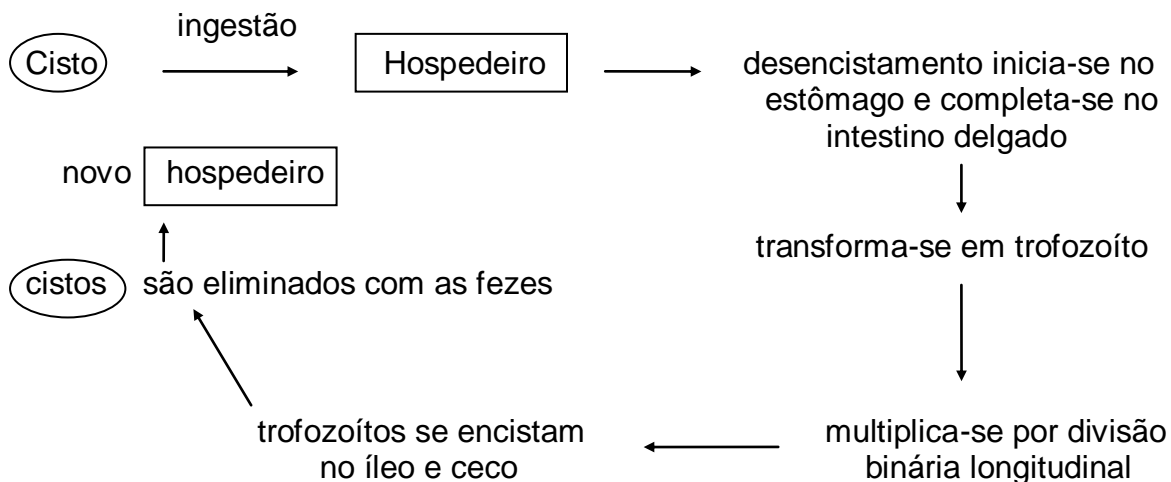 ingestão
Cisto
Hospedeiro
desencistamento inicia-se no
estômago e completa-se no
intestino delgado
transforma-se em trofozoíto
multiplica-se por divisão
binária longitudinal
trofozoítos se encistam
no íleo e ceco
cistos são eliminados com as fezes
novo hospedeiro